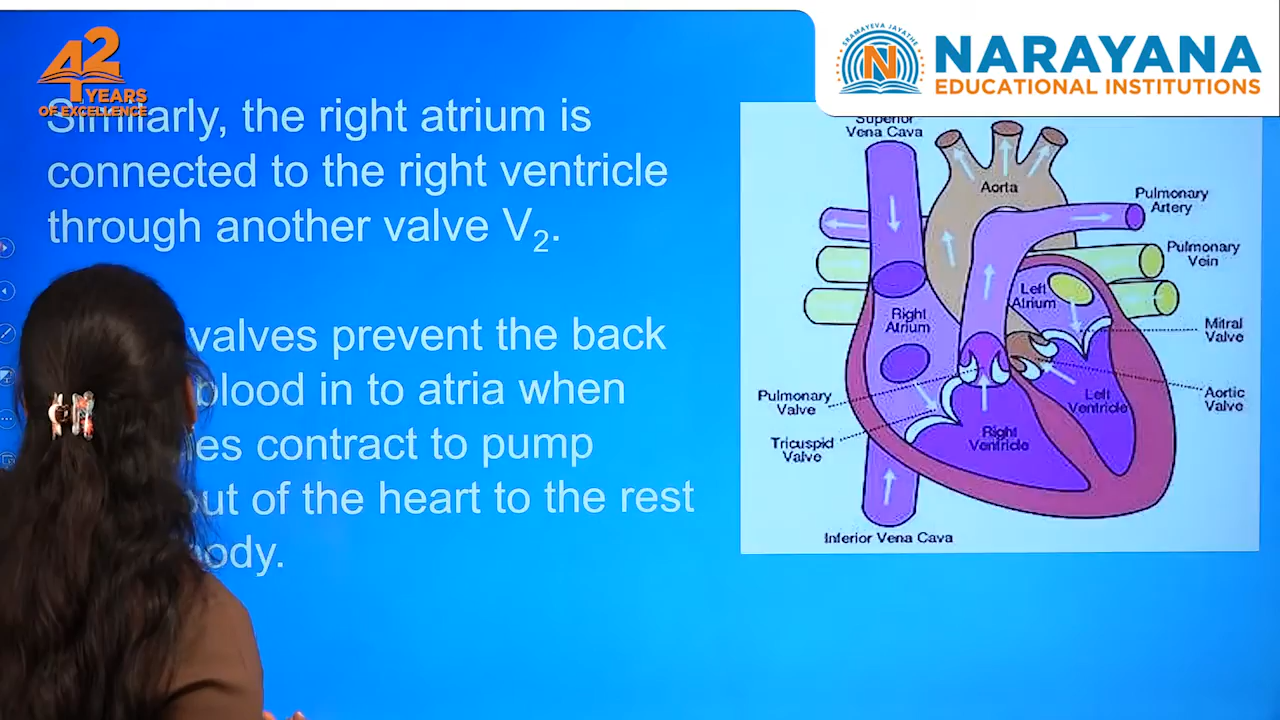 42
YEARS
OF EXCELLENCE
SRAMAYEVA JAYATHE
N
NARAYANA
EDUCATIONAL INSTITUTIONS
Similarly, the right atrium is
connected to the right ventricle
through another valve V₂.
valves prevent the back
blood in to atria when
contract to pump
out of the heart to the rest
body.
Superior
Vena Cava
Aorta
Pulmonary
Artery
Pulmonary
Vein
Left
Atrium
Right
Atrium
Mitral
Valve
Pulmonary
Valve
Aortic
Valve
Left
Ventricle
Tricuspid
Valve
Right
Ventricle
Inferior Vena Cava